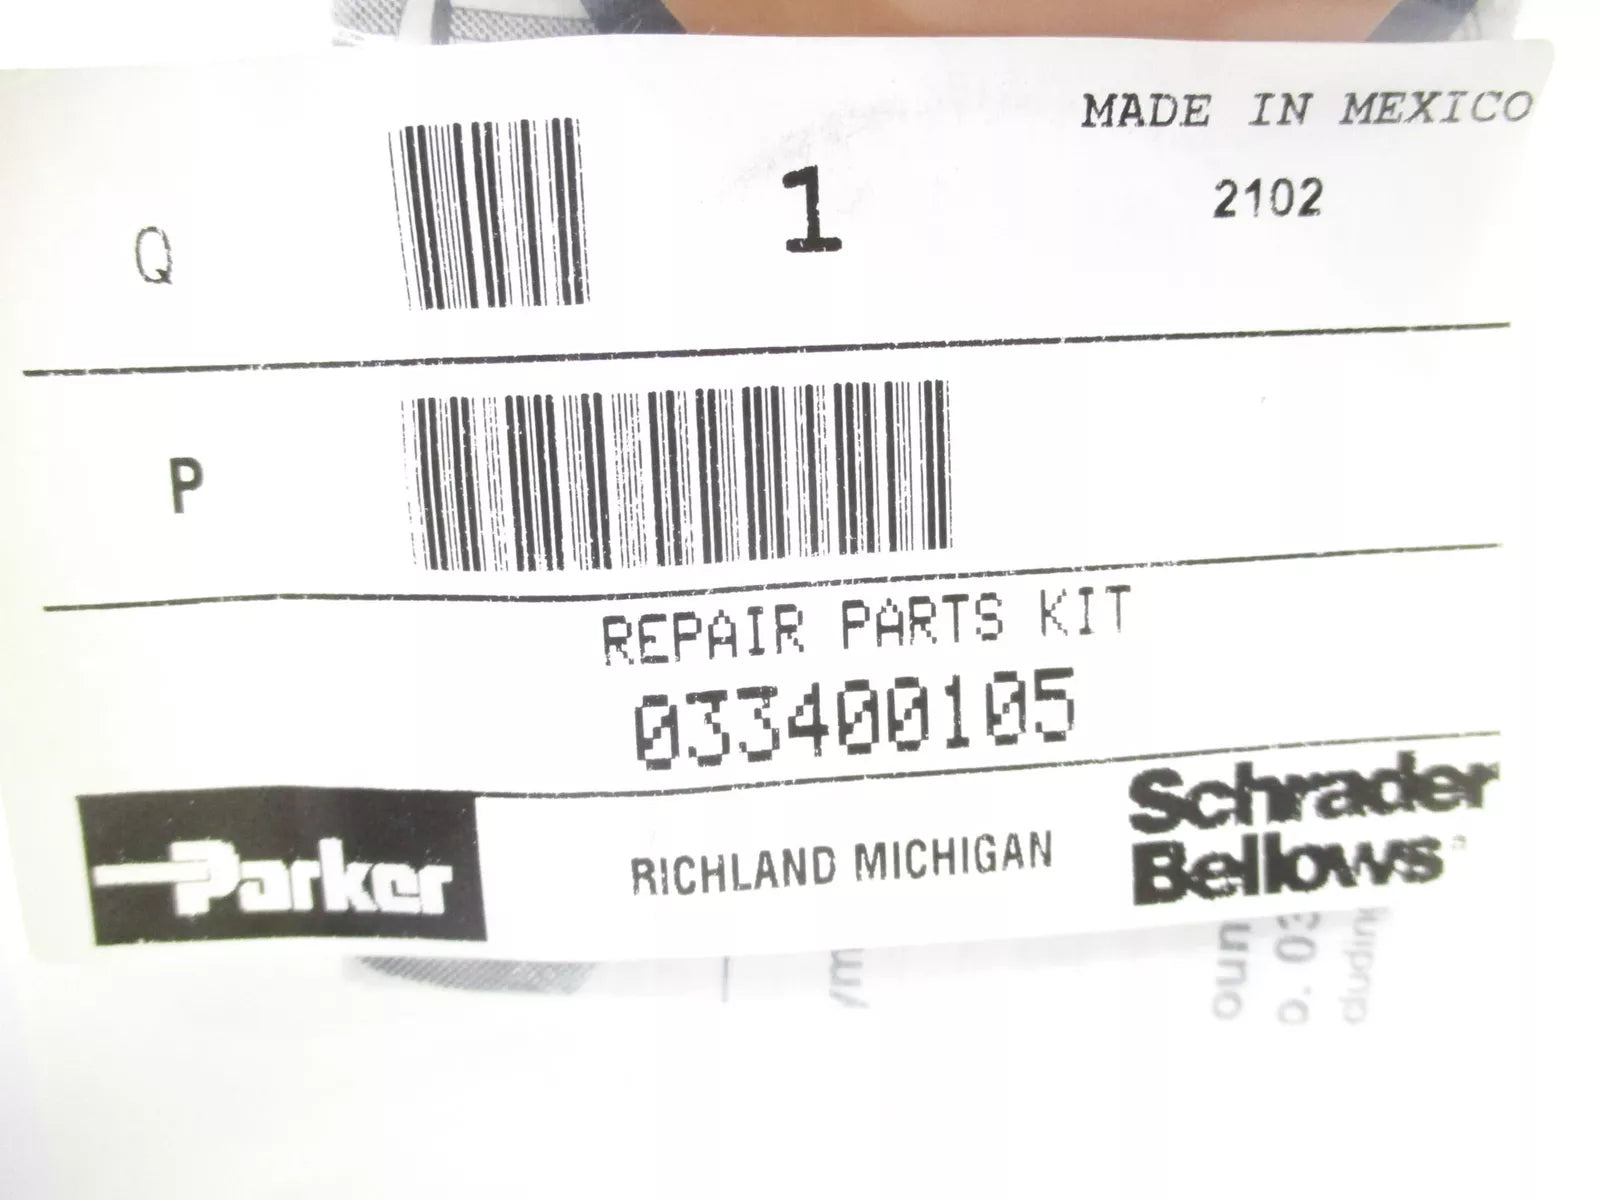 MADE IN MEXICO
Q 1 2102
P
REPAIR PARTS KIT
033400105
Parker
RICHLAND MICHIGAN
Schrader
Bellows